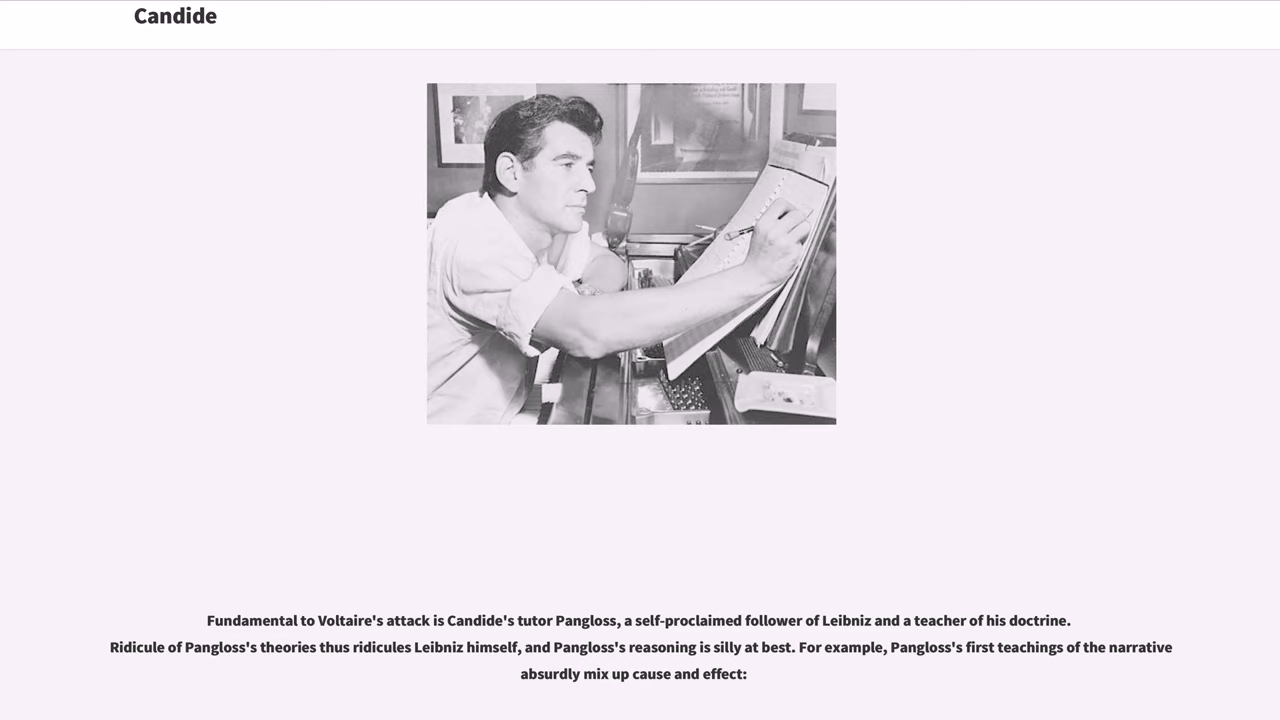 Candide
Fundamental to Voltaire's attack is Candide's tutor Pangloss, a self-proclaimed follower of Leibniz and a teacher of his doctrine.
Ridicule of Pangloss's theories thus ridicules Leibniz himself, and Pangloss's reasoning is silly at best. For example, Pangloss's first teachings of the narrative
absurdly mix up cause and effect: